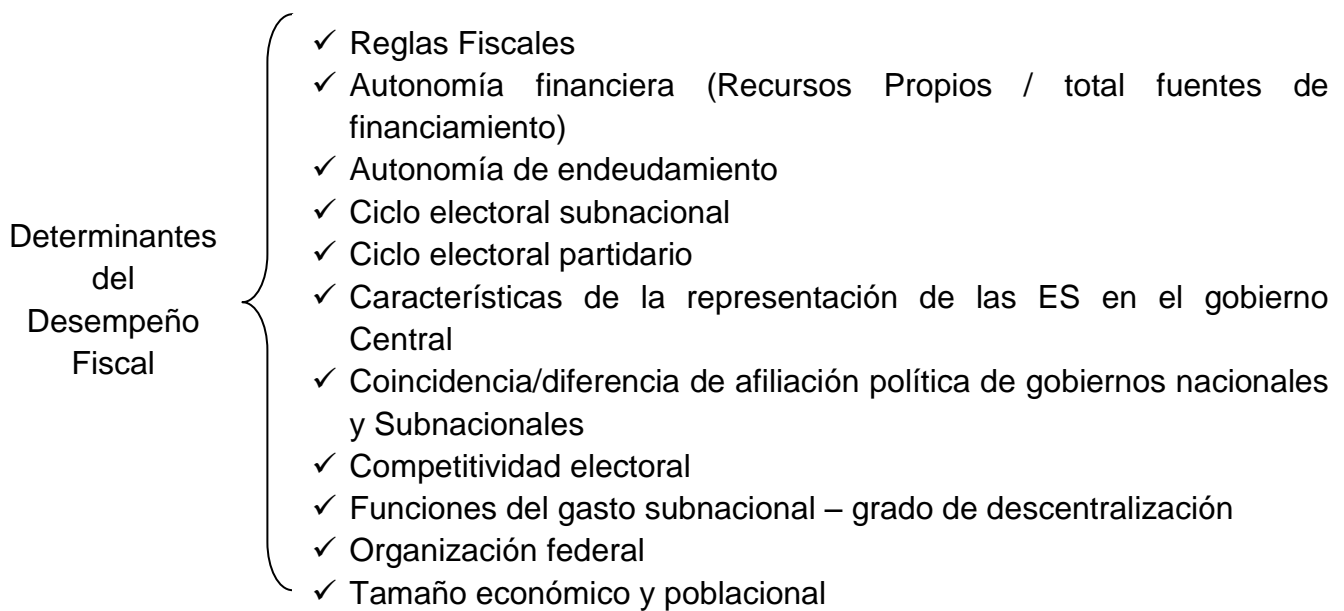 Determinantes
del
Desempeño
Fiscal
✓ Reglas Fiscales
✓ Autonomía financiera (Recursos Propios / total fuentes de
financiamiento)
✓ Autonomía de endeudamiento
✓ Ciclo electoral subnacional
✓ Ciclo electoral partidario
✓ Características de la representación de las ES en el gobierno
Central
✓ Coincidencia/diferencia de afiliación política de gobiernos nacionales
y Subnacionales
✓ Competitividad electoral
✓ Funciones del gasto subnacional – grado de descentralización
✓ Organización federal
✓ Tamaño económico y poblacional